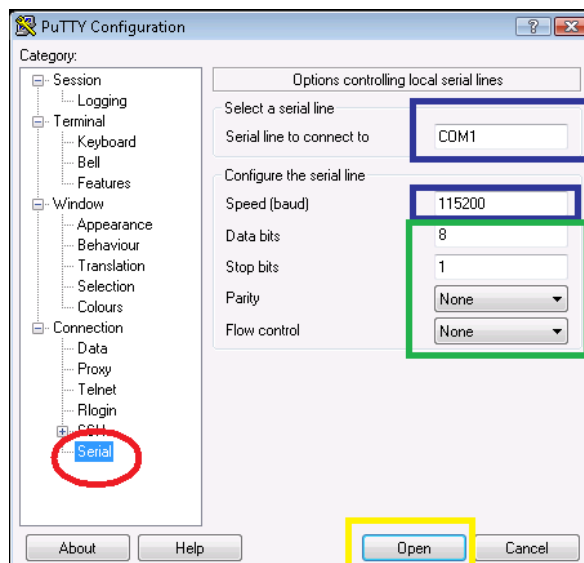 PuTTY Configuration
Category:
Session
Logging
Terminal
Keyboard
Bell
Features
Window
Appearance
Behaviour
Translation
Selection
Colours
Connection
Data
Proxy
Telnet
Rlogin
SSH
Serial
Options controlling local serial lines
Select a serial line
Serial line to connect to COM1
Configure the serial line
Speed (baud) 115200
Data bits 8
Stop bits 1
Parity None
Flow control None
About Help Open Cancel